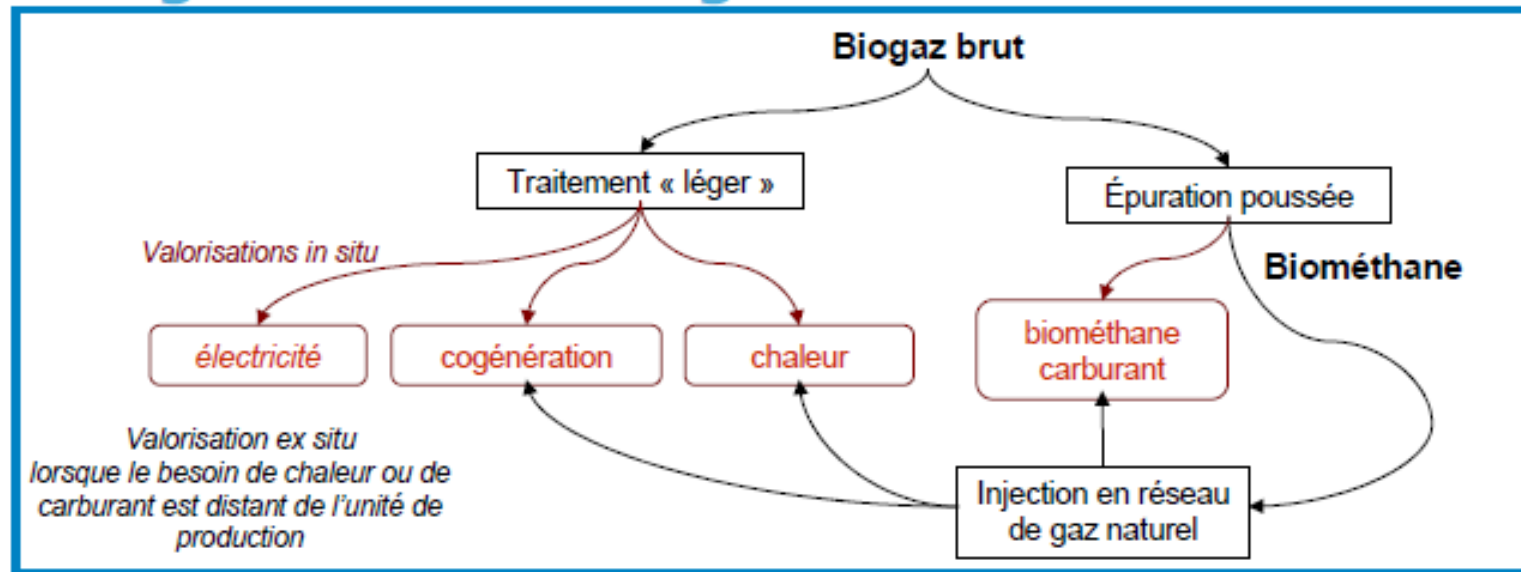 Biogaz brut
Traitement « léger »
Épuration poussée
Valorisations in situ
Biométhane
électricité
cogénération
chaleur
biométhane
carburant
Valorisation ex situ
lorsque le besoin de chaleur ou de
carburant est distant de l'unité de
production
Injection en réseau
de gaz naturel